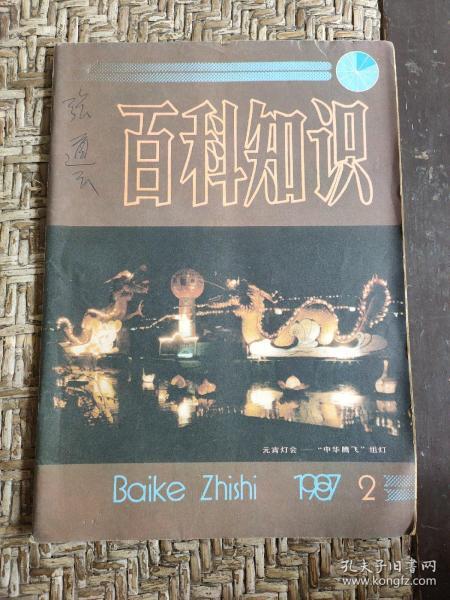 张
百科知识
元宵灯会——“中华腾飞”组灯
Baike Zhishi 1987 2
孔夫子旧书网
www.kongfz.com